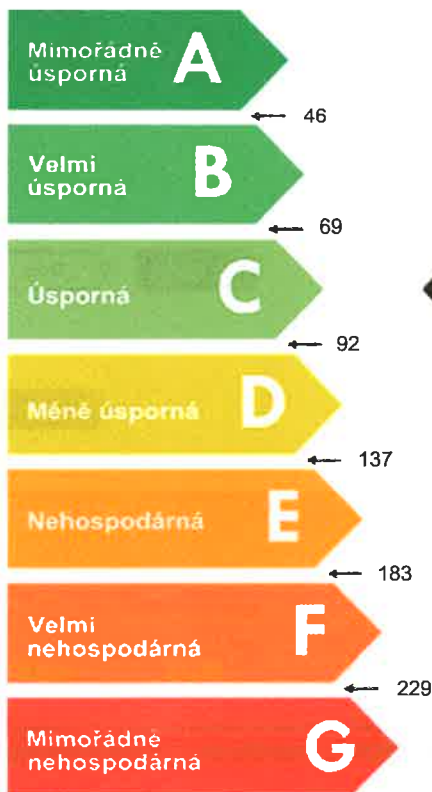 Mimořádně
úsporná
A
46
Velmi
úsporná
B
69
Úsporná
C
92
Méně úsporná
D
137
Nehospodárná
E
183
Velmi
nehospodárná
F
229
Mimořádně
nehospodárná
G